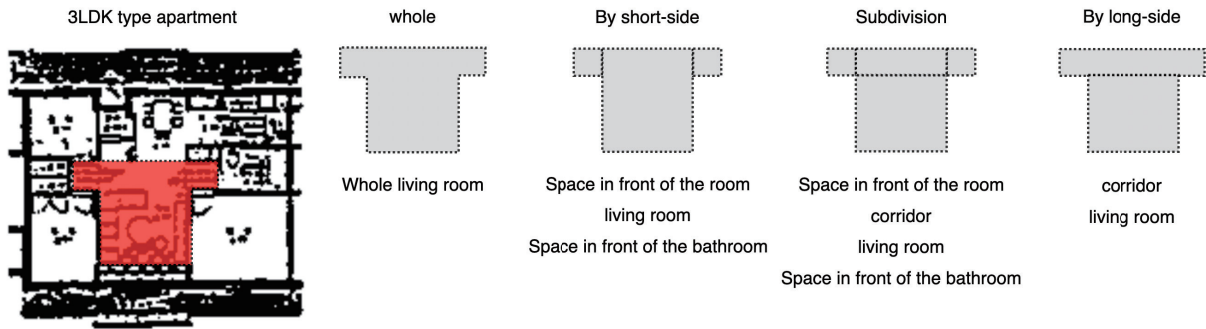 3LDK type apartment
whole
By short-side
Subdivision
By long-side
Whole living room
Space in front of the room
living room
Space in front of the bathroom
Space in front of the room
corridor
living room
Space in front of the bathroom
corridor
living room